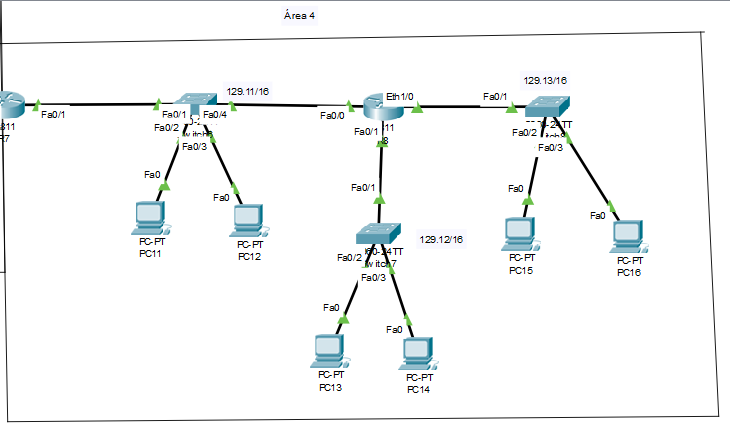 Área 4
129.11/16
Eth1/0
Fa0/1
129.13/16
Fa0/1
Fa0/1
Fa0/4
Fa0/0
Fa0/2
Fa0/3
Fa0/1
11
Fa0/2
Fa0/3
Fa0
Fa0
Fa0/1
Fa0
Fa0
PC-PT
PC11
PC-PT
PC12
Fa0/2
Fa0/3
129.12/16
PC-PT
PC15
PC-PT
PC16
Fa0
Fa0
PC-PT
PC13
PC-PT
PC14